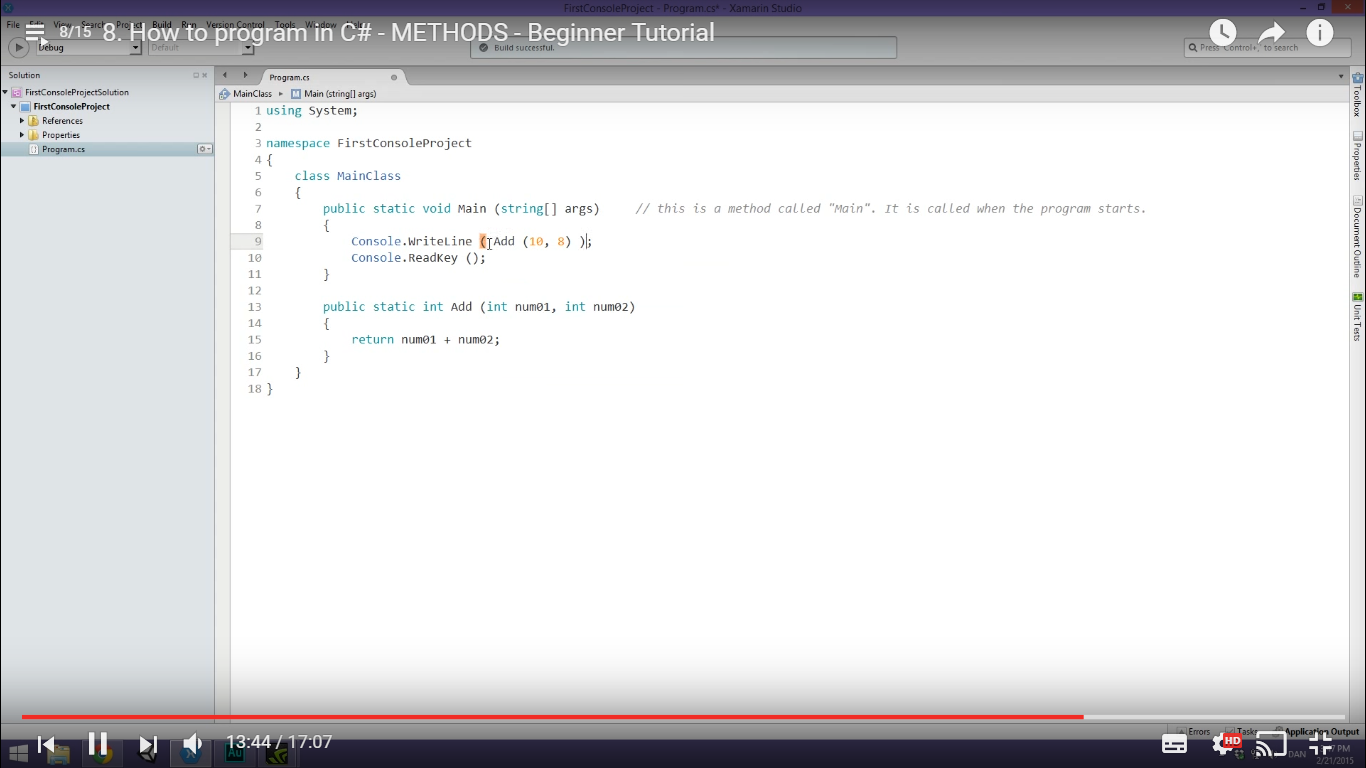 FirstConsoleProject - Program.cs* - Xamarin Studio
File Edit View Search Project Build Run Version Control Tools Window Help
8/15 8. How to program in C# - METHODS - Beginner Tutorial
Debug
Default
Build successful.
Press 'Control+,' to search
Solution
FirstConsoleProjectSolution
FirstConsoleProject
References
Properties
Program.cs
Program.cs
MainClass
Main (string[] args)
1 using System;
2
3 namespace FirstConsoleProject
4 {
5 class MainClass
6 {
7 public static void Main (string[] args) // this is a method called "Main". It is called when the program starts.
8 {
9 Console.WriteLine ( Add (10, 8) );
10 Console.ReadKey ();
11 }
12
13 public static int Add (int num01, int num02)
14 {
15 return num01 + num02;
16 }
17 }
18 }
Toolbox
Properties
Document Outline
Unit Tests
Errors
Tasks
Application Output
13:44 / 17:07
HD
Au
DAN
7 PM
2/21/2015